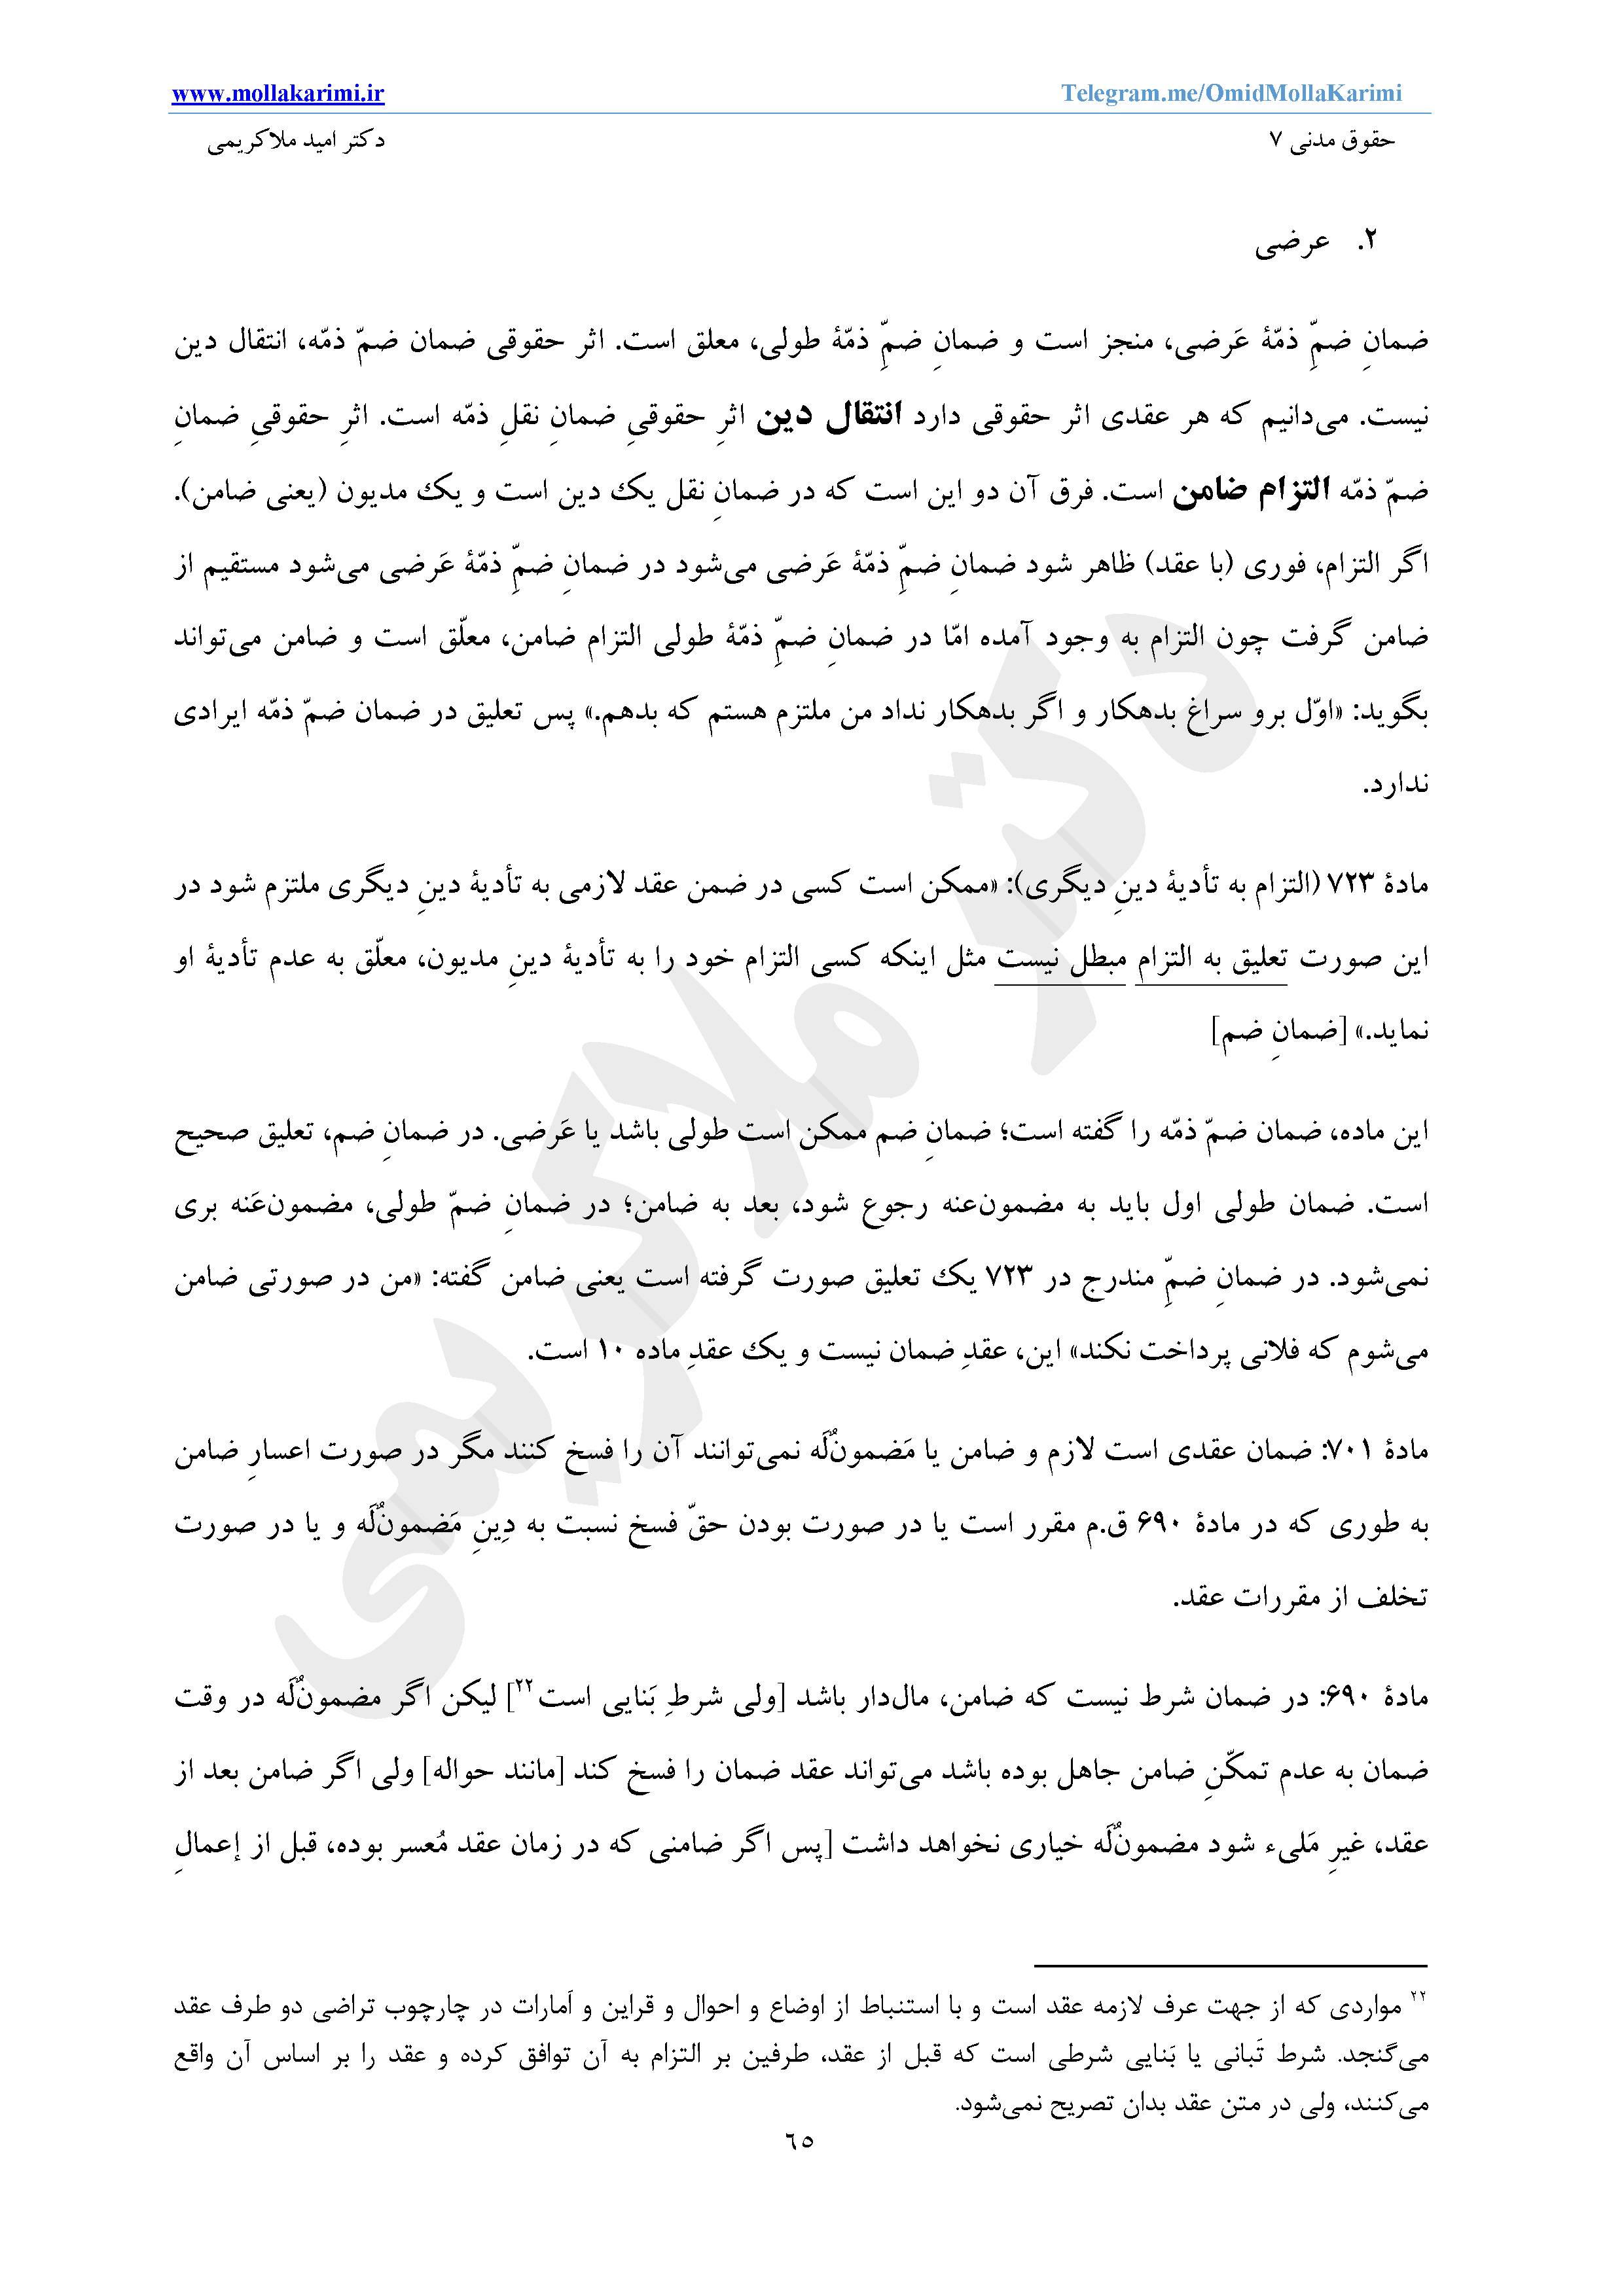 Telegram.me/OmidMollaKarimi www.mollakarimi.ir
حقوق مدنی ۷ دکتر امید ملاکریمی
۲. عرضی
ضمانِ ضمِّ ذمّهٔ عَرضی، منجز است و ضمانِ ضمِّ ذمّهٔ طولی، معلق است. اثر حقوقی ضمان ضمّ ذمّه، انتقال دین
نیست. می‌دانیم که هر عقدی اثر حقوقی دارد انتقال دین اثرِ حقوقیِ ضمانِ نقلِ ذمّه است. اثرِ حقوقیِ ضمانِ
ضمّ ذمّه التزام ضامن است. فرق آن دو این است که در ضمانِ نقل یک دین است و یک مدیون (یعنی ضامن).
اگر التزام، فوری (با عقد) ظاهر شود ضمانِ ضمِّ ذمّهٔ عَرضی می‌شود در ضمانِ ضمِّ ذمّهٔ عَرضی می‌شود مستقیم از
ضامن گرفت چون التزام به وجود آمده امّا در ضمانِ ضمِّ ذمّهٔ طولی التزام ضامن، معلّق است و ضامن می‌تواند
بگوید: «اوّل برو سراغ بدهکار و اگر بدهکار نداد من ملتزم هستم که بدهم.» پس تعلیق در ضمان ضمّ ذمّه ایرادی
ندارد.
مادهٔ ۷۲۳ (التزام به تأدیهٔ دینِ دیگری): «ممکن است کسی در ضمن عقد لازمی به تأدیهٔ دینِ دیگری ملتزم شود در
این صورت تعلیق به التزام مبطل نیست مثل اینکه کسی التزام خود را به تأدیهٔ دینِ مدیون، معلّق به عدم تأدیهٔ او
نماید.» [ضمانِ ضم]
این ماده، ضمان ضمّ ذمّه را گفته است؛ ضمانِ ضم ممکن است طولی باشد یا عَرضی. در ضمانِ ضم، تعلیق صحیح
است. ضمان طولی اول باید به مضمون‌عنه رجوع شود، بعد به ضامن؛ در ضمانِ ضمّ طولی، مضمون‌عَنه بری
نمی‌شود. در ضمانِ ضمِّ مندرج در ۷۲۳ یک تعلیق صورت گرفته است یعنی ضامن گفته: «من در صورتی ضامن
می‌شوم که فلانی پرداخت نکند» این، عقدِ ضمان نیست و یک عقدِ ماده ۱۰ است.
مادهٔ ۷۰۱: ضمان عقدی است لازم و ضامن یا مَضمونٌ‌لَه نمی‌توانند آن را فسخ کنند مگر در صورت اعسارِ ضامن
به طوری که در مادهٔ ۶۹۰ ق.م مقرر است یا در صورت بودن حقّ فسخ نسبت به دِینِ مَضمونٌ‌لَه و یا در صورت
تخلف از مقررات عقد.
مادهٔ ۶۹۰: در ضمان شرط نیست که ضامن، مال‌دار باشد [ولی شرطِ بَنایی است۲۲] لیکن اگر مضمونٌ‌لَه در وقت
ضمان به عدم تمکّنِ ضامن جاهل بوده باشد می‌تواند عقد ضمان را فسخ کند [مانند حواله] ولی اگر ضامن بعد از
عقد، غیرِ مَلیء شود مضمونٌ‌لَه خیاری نخواهد داشت [پس اگر ضامنی که در زمان عقد مُعسر بوده، قبل از إعمالِ
۲۲ مواردی که از جهت عرف لازمه عقد است و با استنباط از اوضاع و احوال و قراین و اَمارات در چارچوب تراضی دو طرف عقد
می‌گنجد. شرط تَبانی یا بَنایی شرطی است که قبل از عقد، طرفین بر التزام به آن توافق کرده و عقد را بر اساس آن واقع
می‌کنند، ولی در متن عقد بدان تصریح نمی‌شود.
٦٥
دکتر ملاکریمی